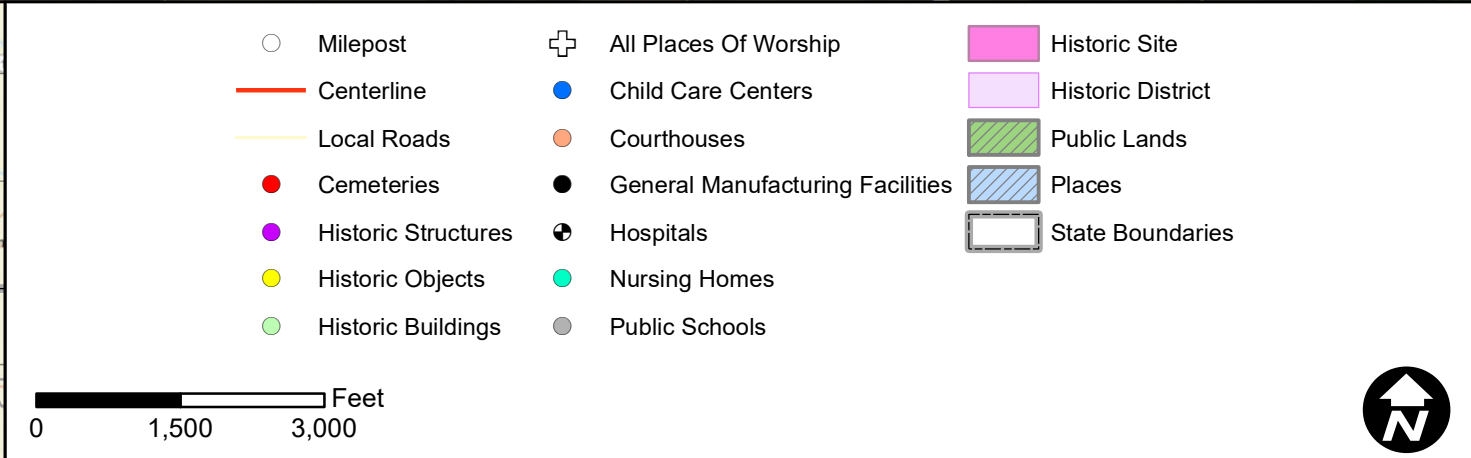 Milepost
Centerline
Local Roads
Cemeteries
Historic Structures
Historic Objects
Historic Buildings
All Places Of Worship
Child Care Centers
Courthouses
General Manufacturing Facilities
Hospitals
Nursing Homes
Public Schools
Historic Site
Historic District
Public Lands
Places
State Boundaries
Feet
0 1,500 3,000
N